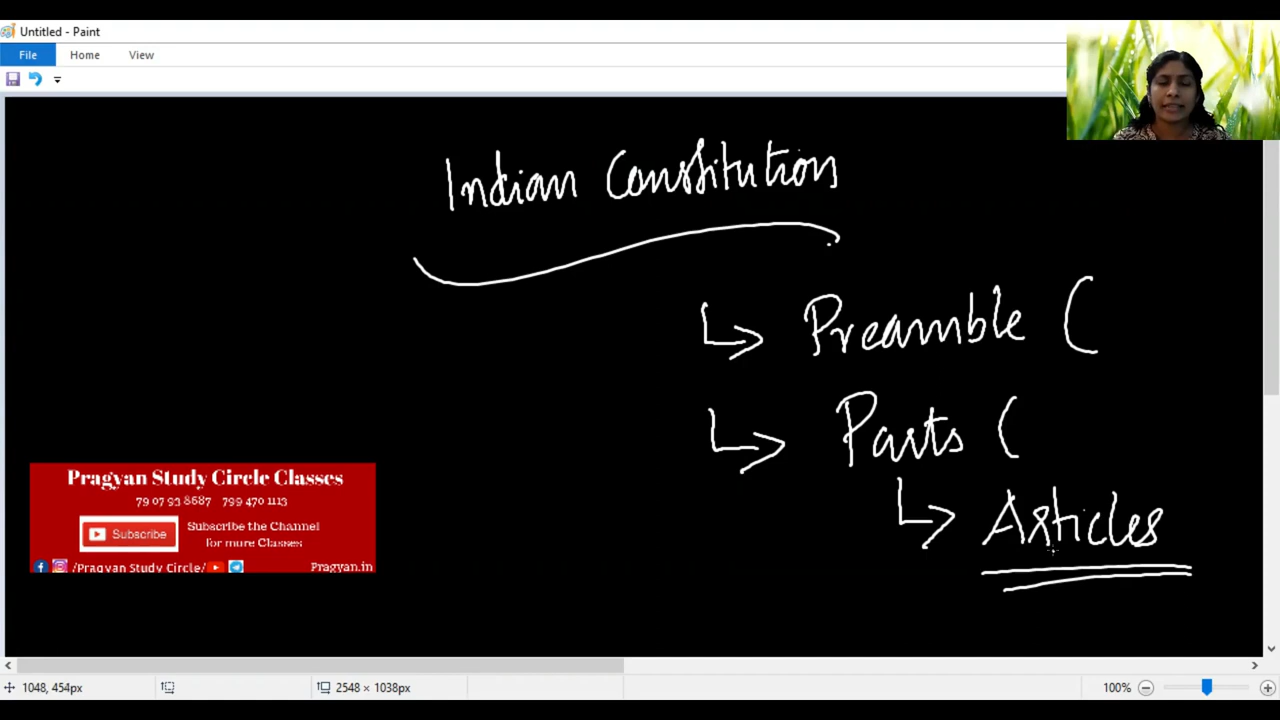 Untitled - Paint
File Home View
Indian Constitution
Preamble (
Parts (
Articles
Pragyan Study Circle Classes
79 07 93 8687 799 470 1113
Subscribe
Subscribe the Channel
for more Classes
/Pragyan Study Circle/
Pragyan.in
1048, 454px
2548 × 1038px
100%